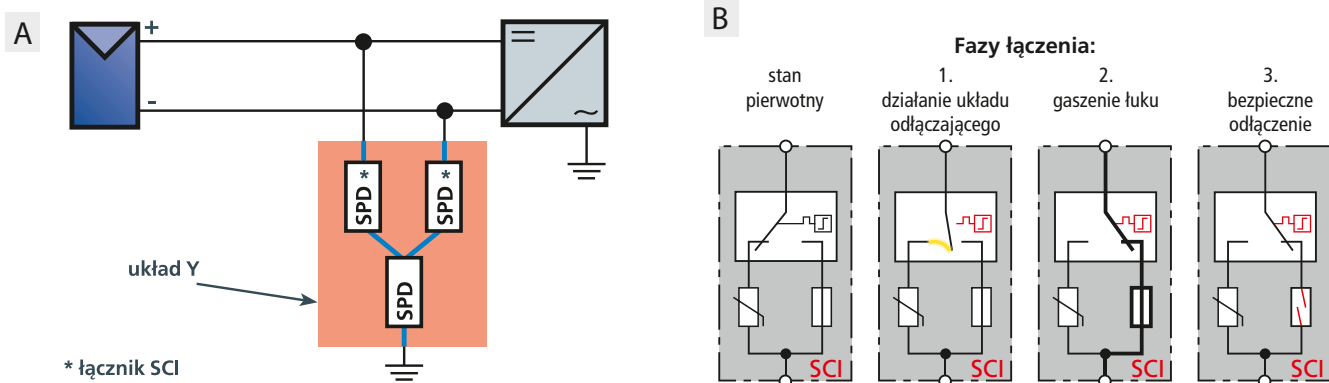 A
+
-
=
~
SPD *
SPD *
SPD
układ Y
* łącznik SCI
B
Fazy łączenia:
stan
pierwotny
1.
działanie układu
odłączającego
2.
gaszenie łuku
3.
bezpieczne
odłączenie
SCI
SCI
SCI
SCI